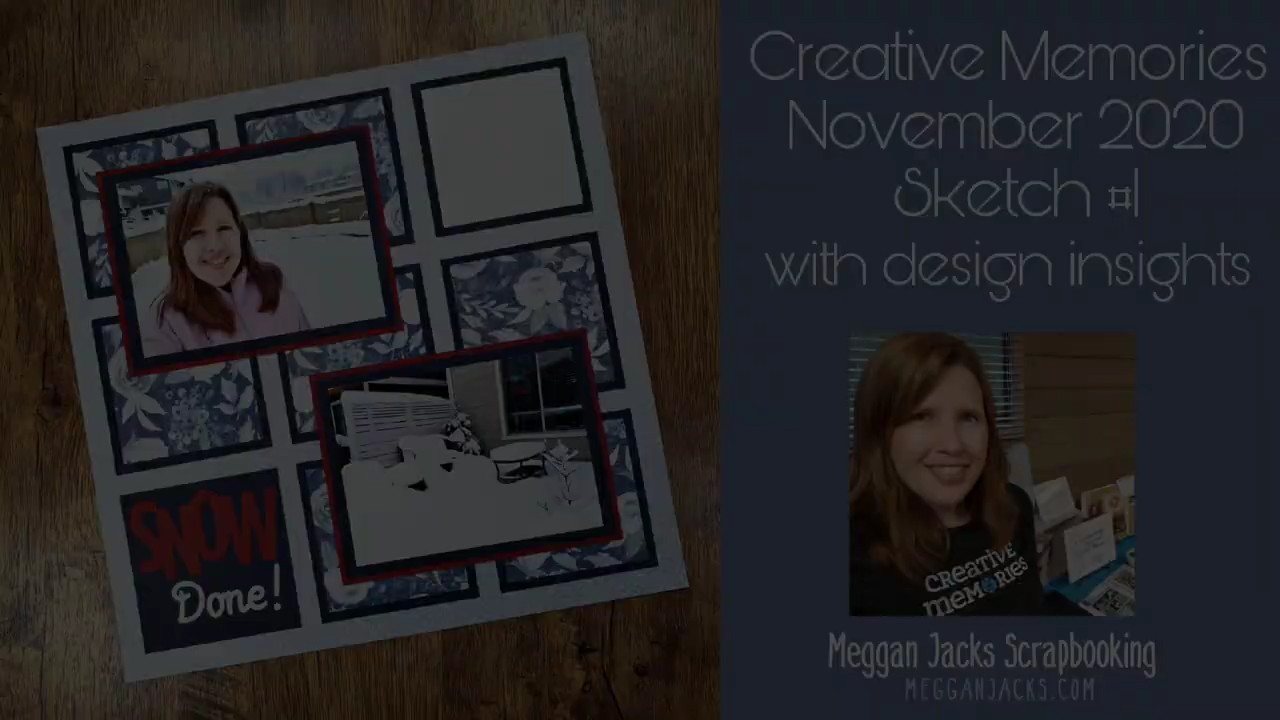 SNOW
Done!
Creative Memories
November 2020
Sketch #1
with design insights
CREATIVE
MEMORIES
Meggan Jacks Scrapbooking
MEGGANJACKS.COM